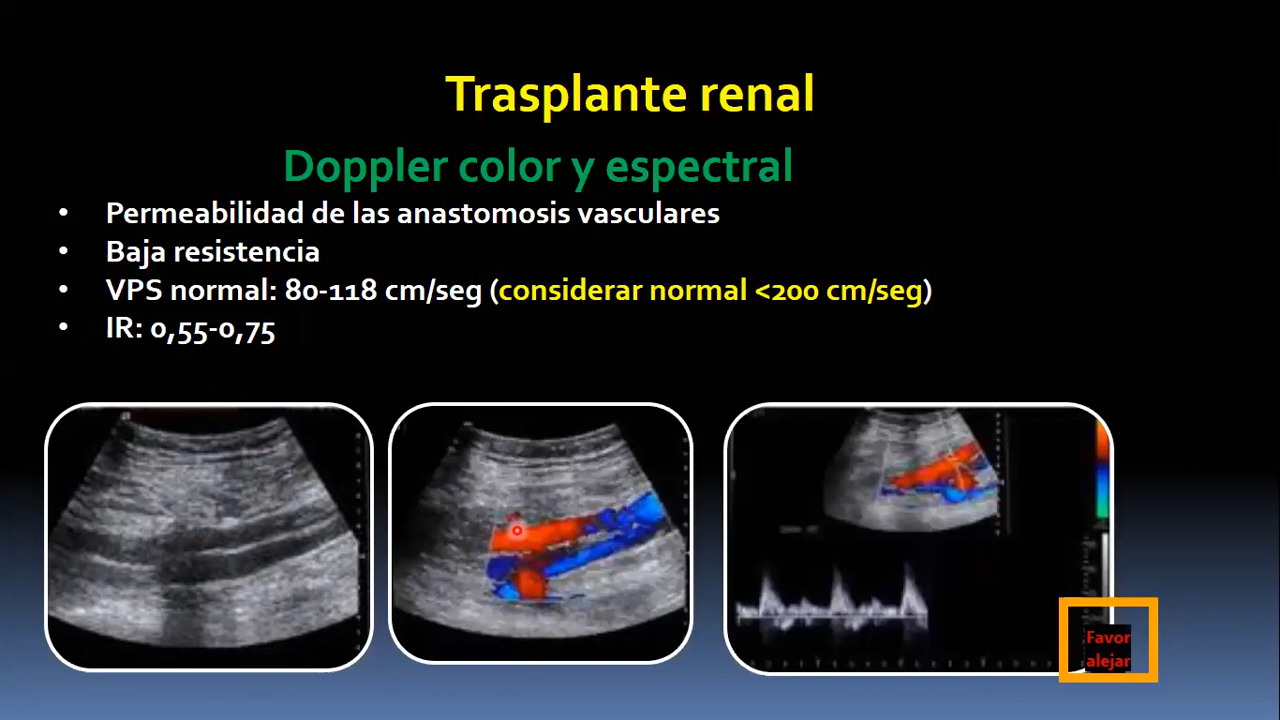 Trasplante renal
Doppler color y espectral
• Permeabilidad de las anastomosis vasculares
• Baja resistencia
• VPS normal: 80-118 cm/seg (considerar normal <200 cm/seg)
• IR: 0,55-0,75
Favor
alejar